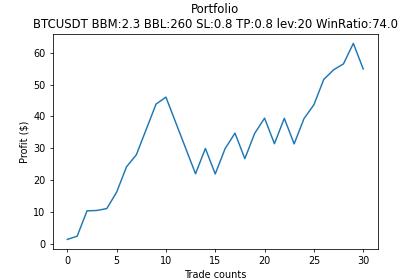 Portfolio
BTCUSDT BBM:2.3 BBL:260 SL:0.8 TP:0.8 lev:20 WinRatio:74.0
60
50
40
30
20
10
0
Profit ($)
0 5 10 15 20 25 30
Trade counts